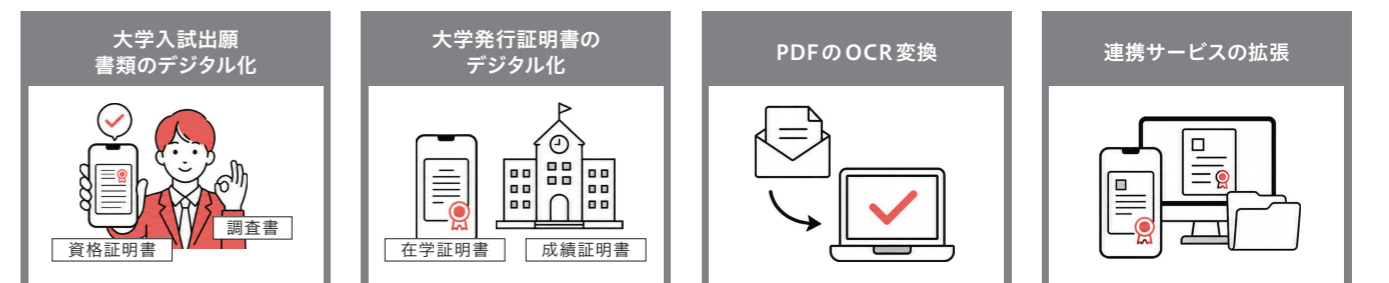 大学入試出願
書類のデジタル化
調査書
資格証明書
大学発行証明書の
デジタル化
在学証明書
成績証明書
PDFのOCR変換
連携サービスの拡張